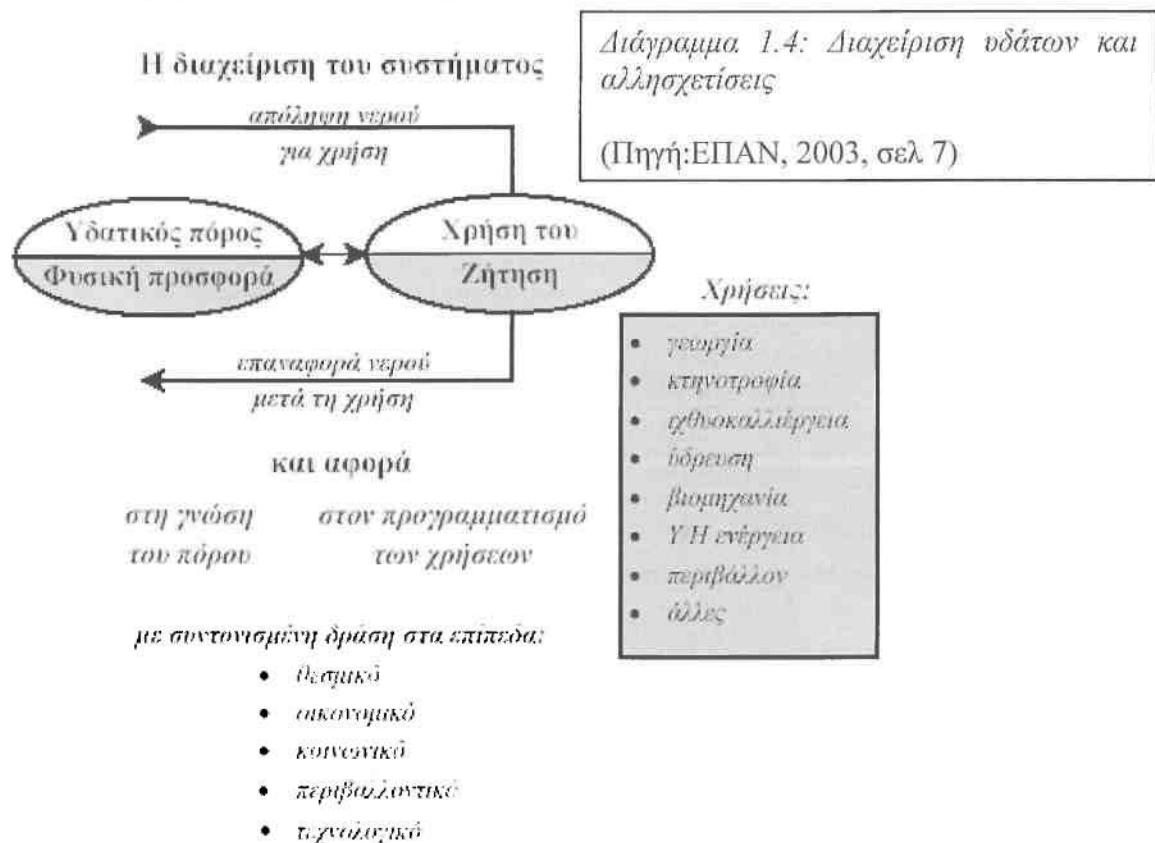 Η διαχείριση του συστήματος
Διάγραμμα 1.4: Διαχείριση υδάτων και
αλλησχετίσεις
(Πηγή:ΕΠΑΝ, 2003, σελ 7)
απόληψη νερού
για χρήση
Υδατικός πόρος
Φυσική προσφορά
Χρήση του
Ζήτηση
επαναφορά νερού
μετά τη χρήση
Χρήσεις:
• γεωργία
• κτηνοτροφία
• ιχθυοκαλλιέργεια
• ύδρευση
• βιομηχανία
• Υ Η ενέργεια
• περιβάλλον
• άλλες
και αφορά
στη γνώση
του πόρου
στον προγραμματισμό
των χρήσεων
με συντονισμένη δράση στα επίπεδα:
• θεσμικό
• οικονομικό
• κοινωνικό
• περιβαλλοντικό
• τεχνολογικό